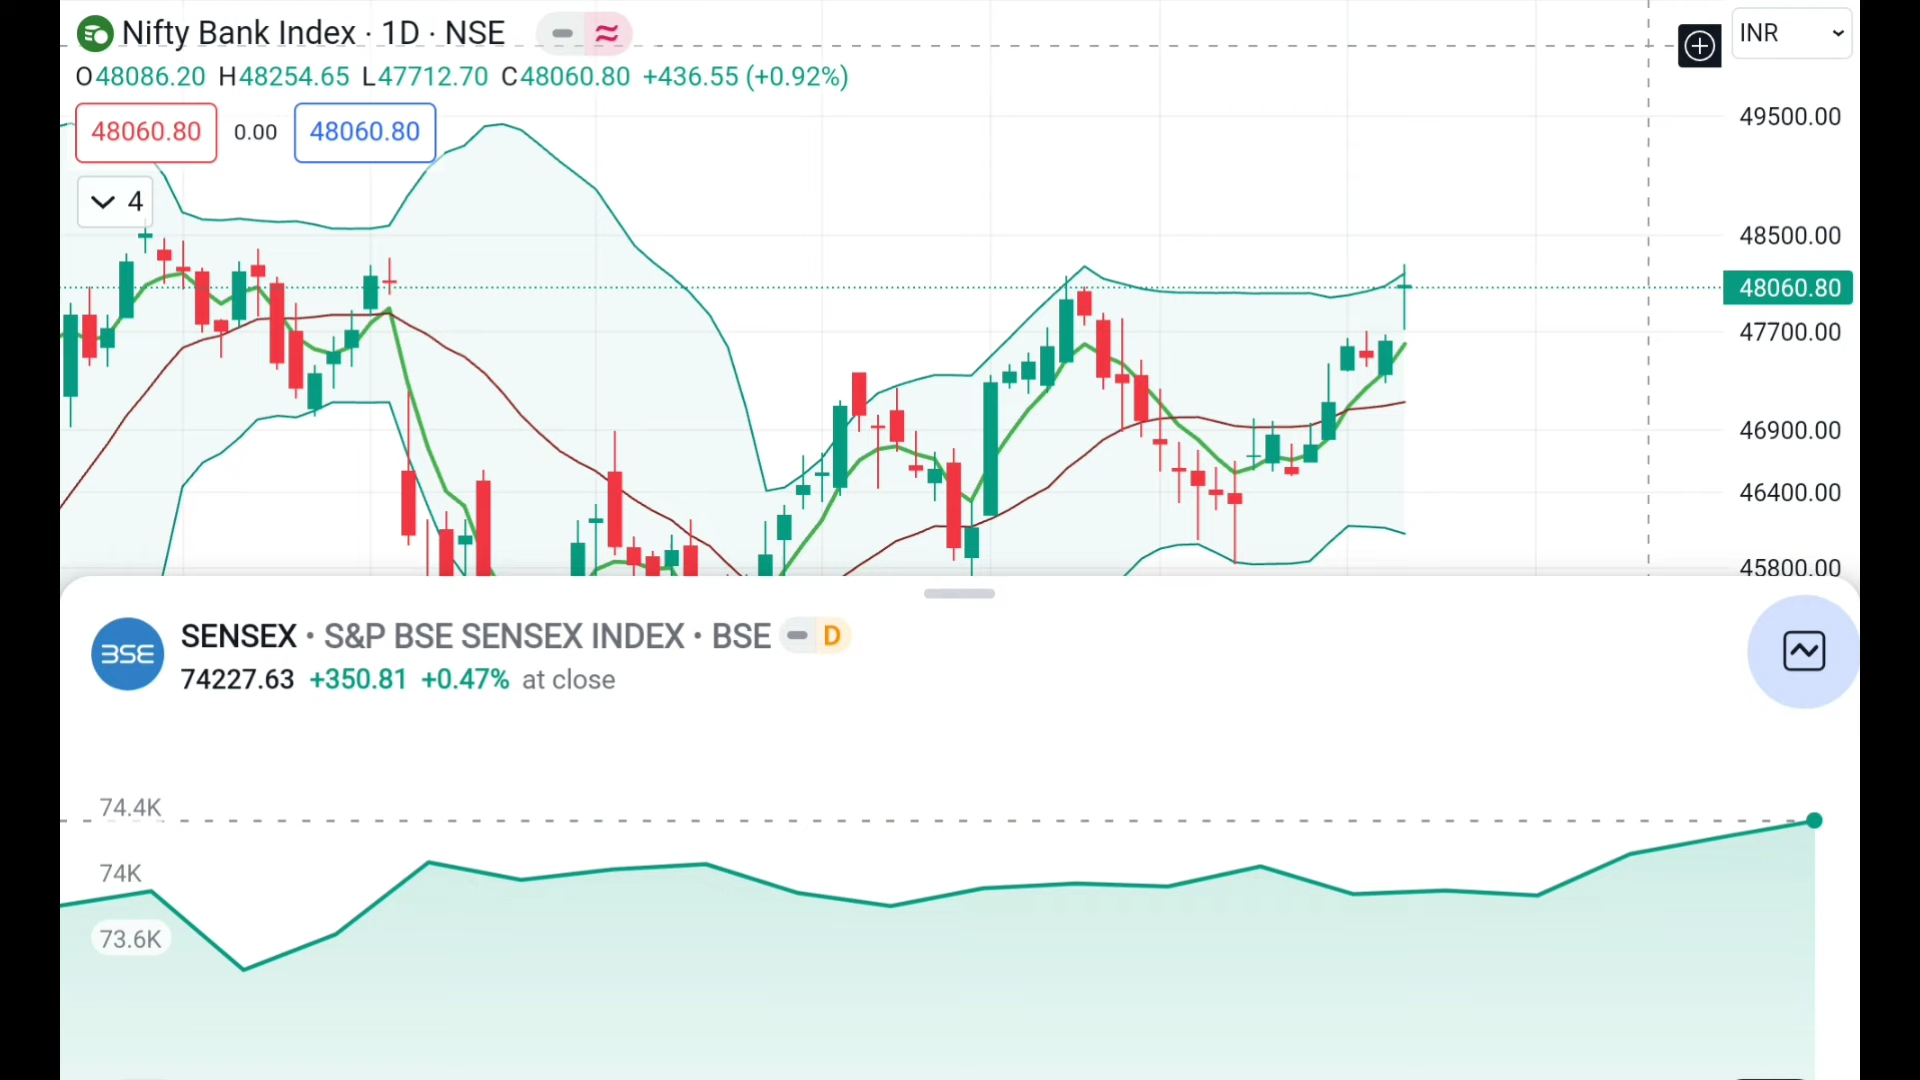 Nifty Bank Index · 1D · NSE
INR
O48086.20 H48254.65 L47712.70 C48060.80 +436.55 (+0.92%)
48060.80 0.00 48060.80
4
49500.00
48500.00
48060.80
47700.00
46900.00
46400.00
45800.00
BSE
SENSEX · S&P BSE SENSEX INDEX · BSE D
74227.63 +350.81 +0.47% at close
74.4K
74K
73.6K